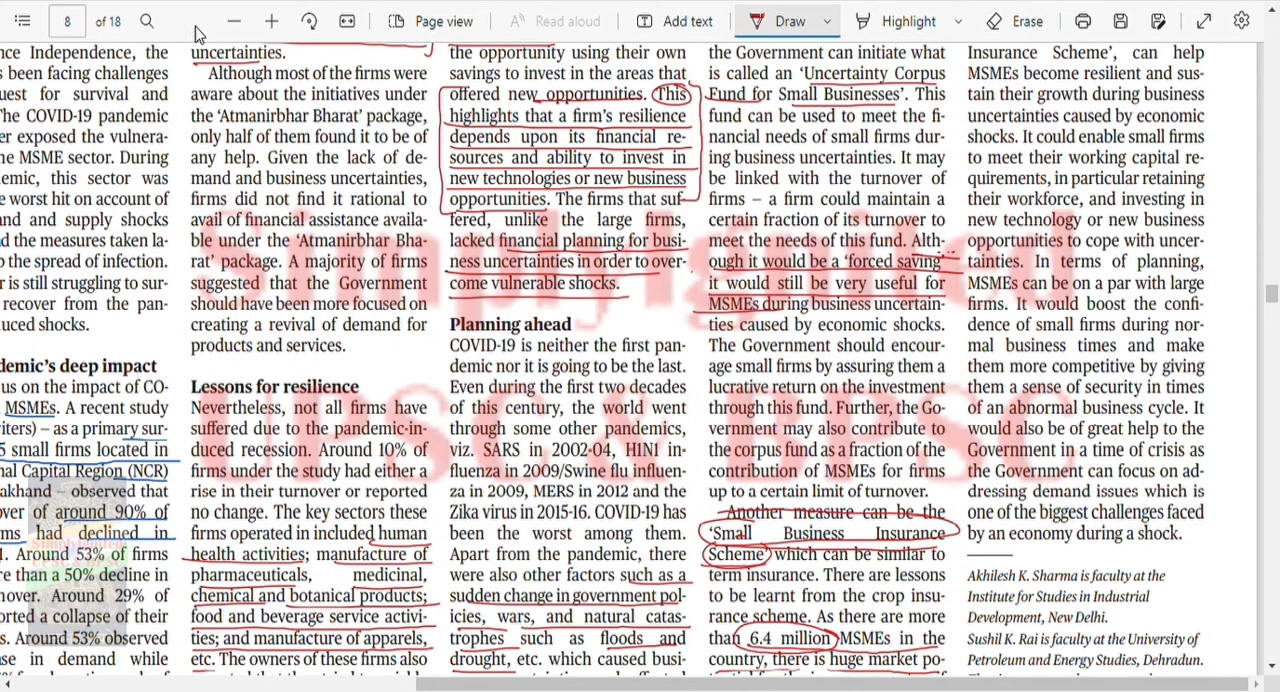 8 of 18 Page view Read aloud Add text Draw Highlight Erase
nce Independence, the
s been facing challenges
uest for survival and
The COVID-19 pandemic
er exposed the vulnera-
he MSME sector. During
emic, this sector was
e worst hit on account of
nd and supply shocks
d the measures taken la-
o the spread of infection.
r is still struggling to sur-
recover from the pan-
uced shocks.
demic's deep impact
us on the impact of CO-
MSMEs. A recent study
iters) – as a primary sur-
5 small firms located in
nal Capital Region (NCR)
akhand – observed that
over of around 90% of
ms had declined in
1. Around 53% of firms
re than a 50% decline in
nover. Around 29% of
orted a collapse of their
s. Around 53% observed
se in demand while
uncertainties.
Although most of the firms were
aware about the initiatives under
the 'Atmanirbhar Bharat' package,
only half of them found it to be of
any help. Given the lack of de-
mand and business uncertainties,
firms did not find it rational to
avail of financial assistance availa-
ble under the 'Atmanirbhar Bha-
rat' package. A majority of firms
suggested that the Government
should have been more focused on
creating a revival of demand for
products and services.
Lessons for resilience
Nevertheless, not all firms have
suffered due to the pandemic-in-
duced recession. Around 10% of
firms under the study had either a
rise in their turnover or reported
no change. The key sectors these
firms operated in included human
health activities; manufacture of
pharmaceuticals, medicinal,
chemical and botanical products;
food and beverage service activi-
ties; and manufacture of apparels,
etc. The owners of these firms also
the opportunity using their own
savings to invest in the areas that
offered new opportunities. This
highlights that a firm's resilience
depends upon its financial re-
sources and ability to invest in
new technologies or new business
opportunities. The firms that suf-
fered, unlike the large firms,
lacked financial planning for busi-
ness uncertainties in order to over-
come vulnerable shocks.
Planning ahead
COVID-19 is neither the first pan-
demic nor it is going to be the last.
Even during the first two decades
of this century, the world went
through some other pandemics,
viz. SARS in 2002-04, H1N1 in-
fluenza in 2009/Swine flu influen-
za in 2009, MERS in 2012 and the
Zika virus in 2015-16. COVID-19 has
been the worst among them.
Apart from the pandemic, there
were also other factors such as a
sudden change in government pol-
icies, wars, and natural catas-
trophes such as floods and
drought, etc. which caused busi-
the Government can initiate what
is called an 'Uncertainty Corpus
Fund for Small Businesses'. This
fund can be used to meet the fi-
nancial needs of small firms dur-
ing business uncertainties. It may
be linked with the turnover of
firms – a firm could maintain a
certain fraction of its turnover to
meet the needs of this fund. Alth-
ough it would be a 'forced saving'
it would still be very useful for
MSMEs during business uncertain-
ties caused by economic shocks.
The Government should encour-
age small firms by assuring them a
lucrative return on the investment
through this fund. Further, the Go-
vernment may also contribute to
the corpus fund as a fraction of the
contribution of MSMEs for firms
up to a certain limit of turnover.
Another measure can be the
'Small Business Insurance
Scheme' which can be similar to
term insurance. There are lessons
to be learnt from the crop insu-
rance scheme. As there are more
than 6.4 million MSMEs in the
country, there is huge market po-
Insurance Scheme', can help
MSMEs become resilient and sus-
tain their growth during business
uncertainties caused by economic
shocks. It could enable small firms
to meet their working capital re-
quirements, in particular retaining
their workforce, and investing in
new technology or new business
opportunities to cope with uncer-
tainties. In terms of planning,
MSMEs can be on a par with large
firms. It would boost the confi-
dence of small firms during nor-
mal business times and make
them more competitive by giving
them a sense of security in times
of an abnormal business cycle. It
would also be of great help to the
Government in a time of crisis as
the Government can focus on ad-
dressing demand issues which is
one of the biggest challenges faced
by an economy during a shock.
Akhilesh K. Sharma is faculty at the
Institute for Studies in Industrial
Development, New Delhi.
Sushil K. Rai is faculty at the University of
Petroleum and Energy Studies, Dehradun.
SimplyIgnited
UPSC & BPSC